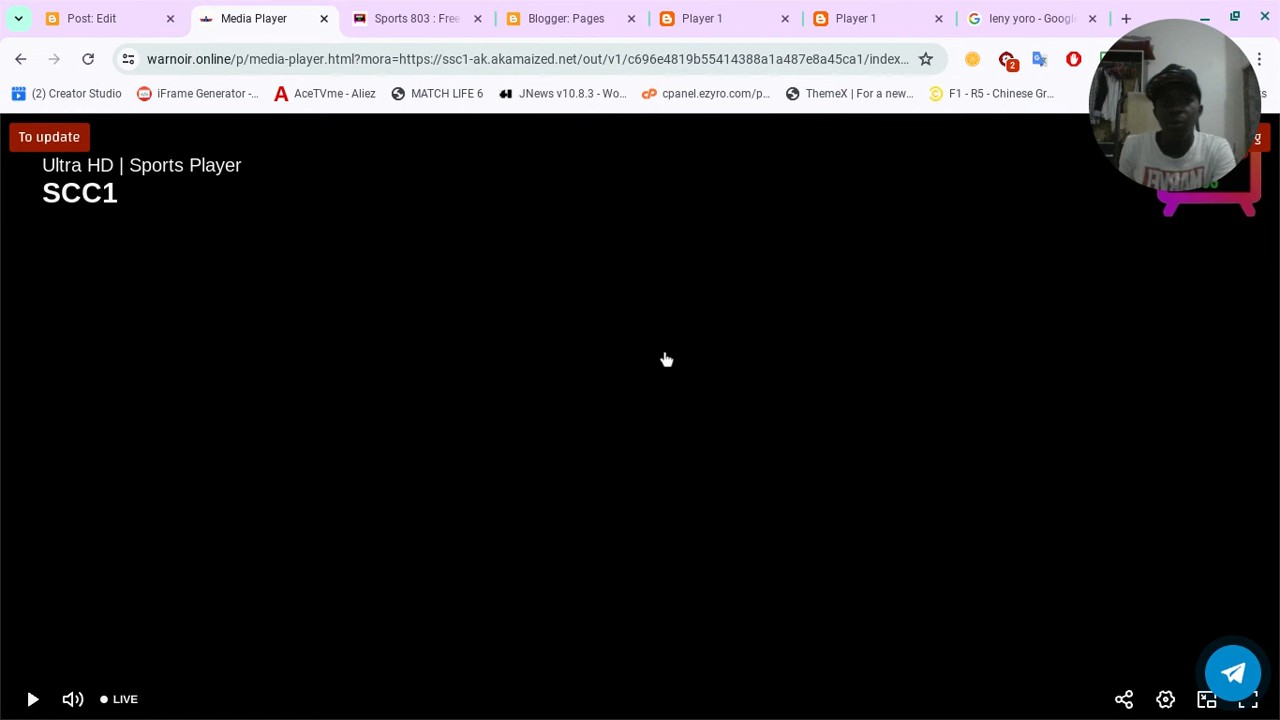 Post: Edit
Media Player
Sports 803 : Free
Blogger: Pages
Player 1
Player 1
leny yoro - Googl
warnoir.online/p/media-player.html?mora=https://ssc1-ak.akamaized.net/out/v1/c696e4819b55414388a1a487e8a45ca1/index...
2
(2) Creator Studio
iFrame Generator -...
AceTVme - Aliez
MATCH LIFE 6
JNews v10.8.3 - Wo...
cpanel.ezyro.com/p...
ThemeX | For a new...
F1 - R5 - Chinese Gr...
To update
Ultra HD | Sports Player
SCC1
LIVE